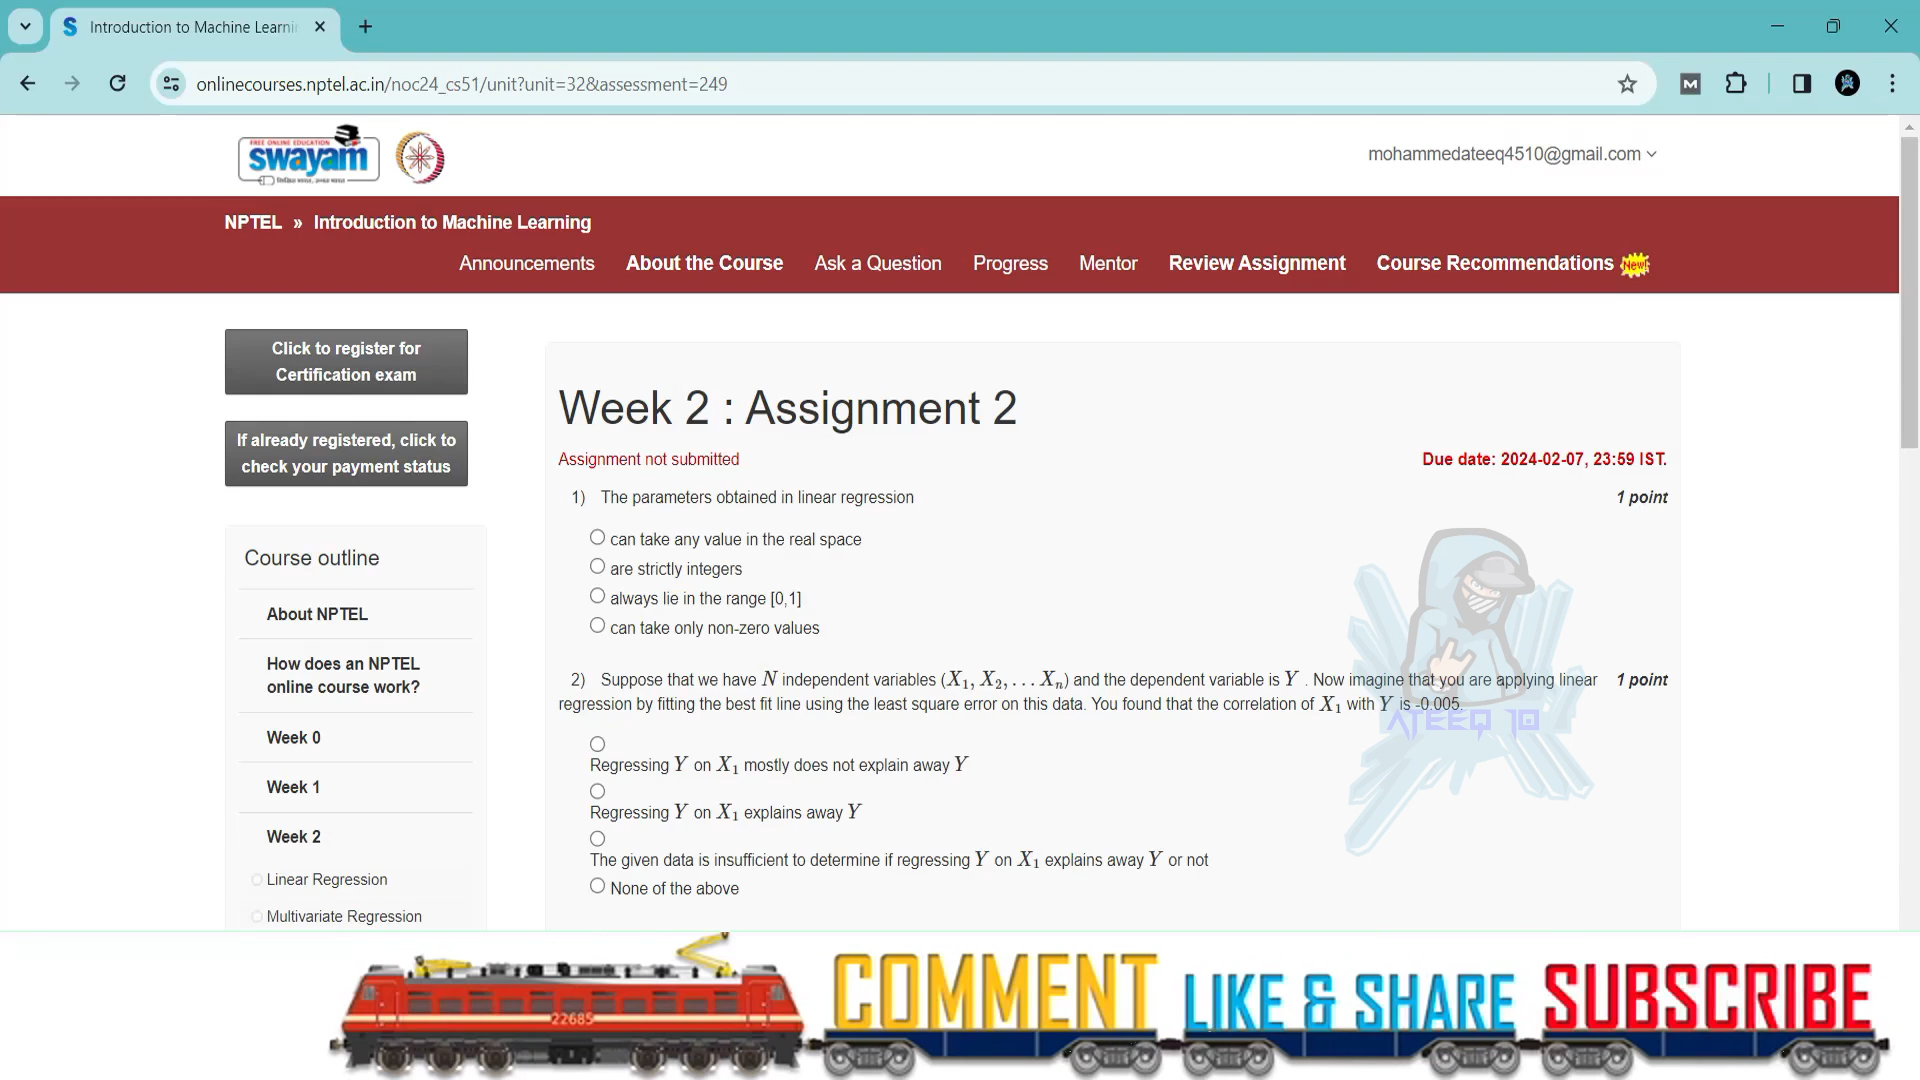 Introduction to Machine Learni
onlinecourses.nptel.ac.in/noc24_cs51/unit?unit=32&assessment=249
M
FREE ONLINE EDUCATION
swayam
mohammedateeq4510@gmail.com
NPTEL » Introduction to Machine Learning
Announcements About the Course Ask a Question Progress Mentor Review Assignment Course Recommendations New!
Click to register for
Certification exam
If already registered, click to
check your payment status
Course outline
About NPTEL
How does an NPTEL
online course work?
Week 0
Week 1
Week 2
Linear Regression
Multivariate Regression
Week 2 : Assignment 2
Assignment not submitted Due date: 2024-02-07, 23:59 IST.
1) The parameters obtained in linear regression 1 point
can take any value in the real space
are strictly integers
always lie in the range [0,1]
can take only non-zero values
2) Suppose that we have N independent variables (X₁, X₂, … Xₙ) and the dependent variable is Y . Now imagine that you are applying linear 1 point
regression by fitting the best fit line using the least square error on this data. You found that the correlation of X₁ with Y is -0.005.
Regressing Y on X₁ mostly does not explain away Y
Regressing Y on X₁ explains away Y
The given data is insufficient to determine if regressing Y on X₁ explains away Y or not
None of the above
ATEEQ 10
22685
COMMENT LIKE & SHARE SUBSCRIBE